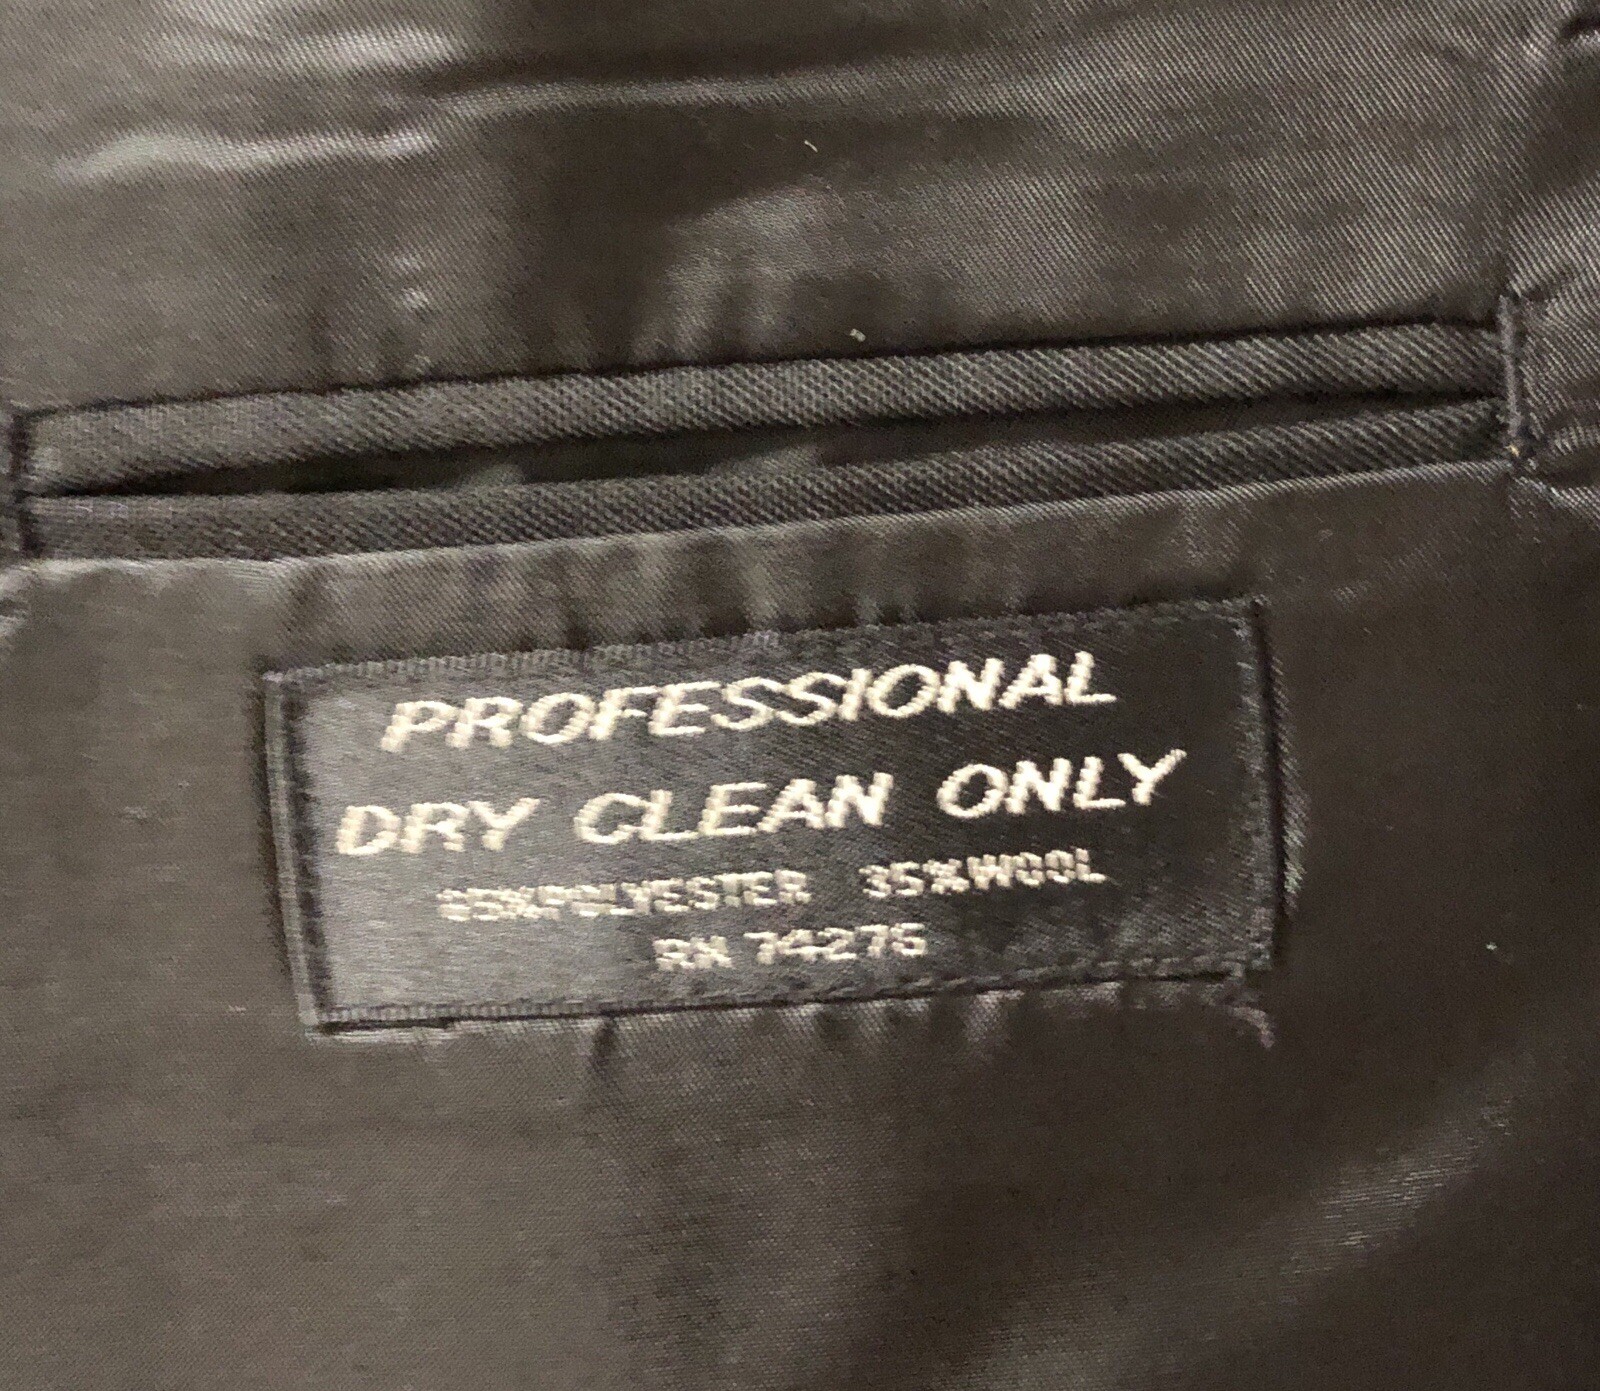 PROFESSIONAL
DRY CLEAN ONLY
65%POLYESTER 35%WOOL
RN 74275